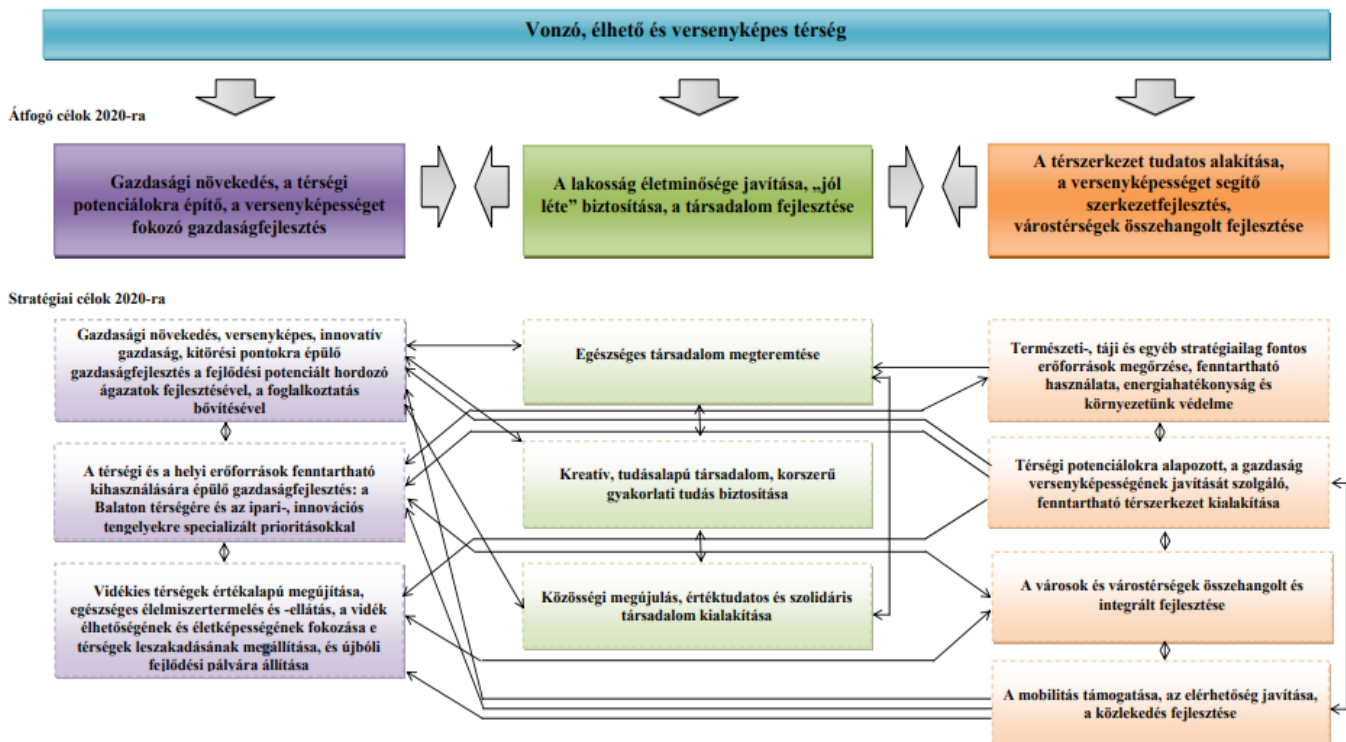 Vonzó, élhető és versenyképes térség
Átfogó célok 2020-ra
Gazdasági növekedés, a térségi
potenciálokra építő, a versenyképességet
fokozó gazdaságfejlesztés
A lakosság életminősége javítása, „jól
léte” biztosítása, a társadalom fejlesztése
A térszerkezet tudatos alakítása,
a versenyképességet segítő
szerkezetfejlesztés,
várostérségek összehangolt fejlesztése
Stratégiai célok 2020-ra
Gazdasági növekedés, versenyképes, innovatív
gazdaság, kitörési pontokra épülő
gazdaságfejlesztés a fejlődési potenciált hordozó
ágazatok fejlesztésével, a foglalkoztatás
bővítésével
A térségi és a helyi erőforrások fenntartható
kihasználására épülő gazdaságfejlesztés: a
Balaton térségére és az ipari-, innovációs
tengelyekre specializált prioritásokkal
Vidékies térségek értékalapú megújítása,
egészséges élelmiszertermelés és -ellátás, a vidék
élhetőségének és életképességének fokozása e
térségek leszakadásának megállítása, és újbóli
fejlődési pályára állítása
Egészséges társadalom megteremtése
Kreatív, tudásalapú társadalom, korszerű
gyakorlati tudás biztosítása
Közösségi megújulás, értéktudatos és szolidáris
társadalom kialakítása
Természeti-, táji és egyéb stratégiailag fontos
erőforrások megőrzése, fenntartható
használata, energiahatékonyság és
környezetünk védelme
Térségi potenciálokra alapozott, a gazdaság
versenyképességének javítását szolgáló,
fenntartható térszerkezet kialakítása
A városok és várostérségek összehangolt és
integrált fejlesztése
A mobilitás támogatása, az elérhetőség javítása,
a közlekedés fejlesztése